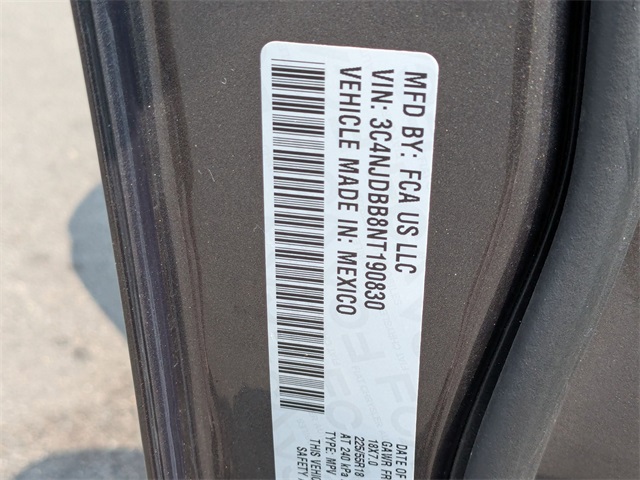 MFD BY: FCA US LLC
VIN: 3C4NJDBB8NT190830
VEHICLE MADE IN: MEXICO
DATE OF
GAWR FR
18X7.0
225/55R18
AT 240 kPa
TYPE: MPV
THIS VEHIC
SAFETY